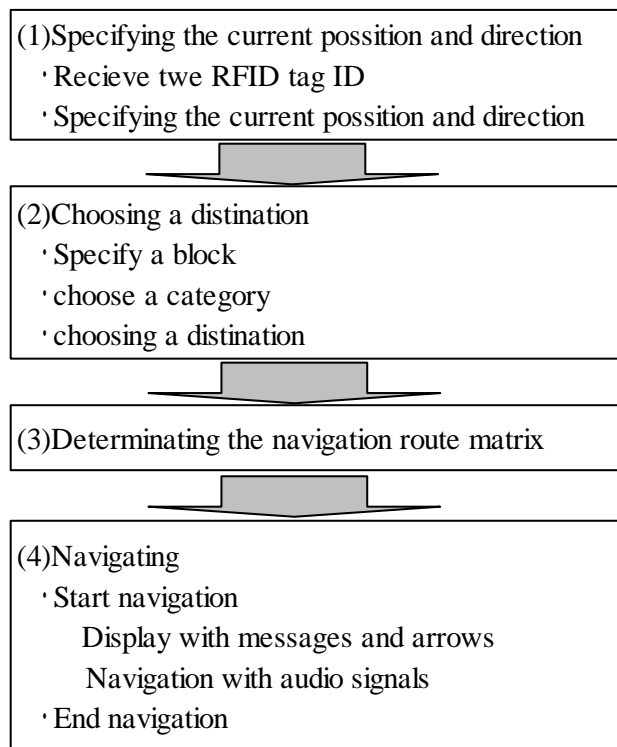 (1)Specifying the current possition and direction
·Recieve twe RFID tag ID
·Specifying the current possition and direction
(2)Choosing a distination
·Specify a block
·choose a category
·choosing a distination
(3)Determinating the navigation route matrix
(4)Navigating
·Start navigation
Display with messages and arrows
Navigation with audio signals
·End navigation